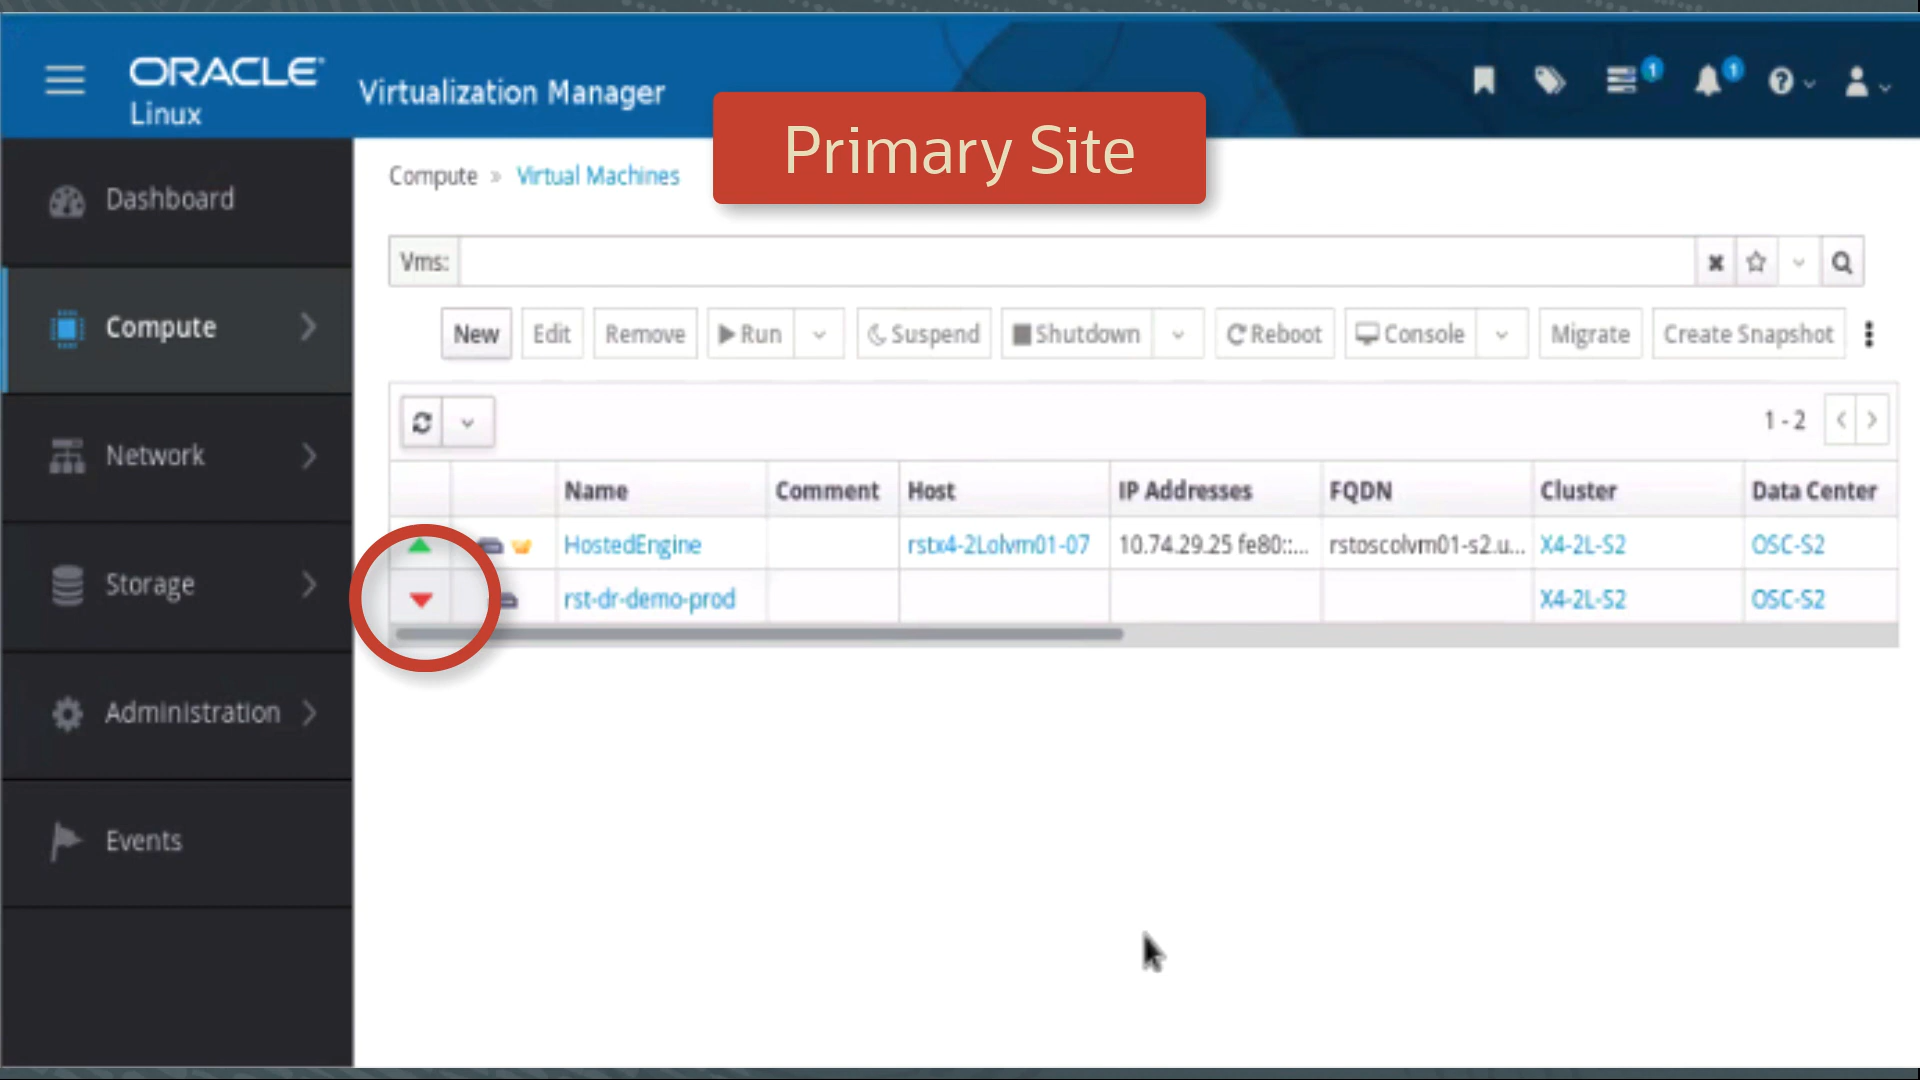 ORACLE
Linux
Virtualization Manager
1
1
Primary Site
Compute » Virtual Machines
Dashboard
Compute
Network
Storage
Administration
Events
Vms:
New Edit Remove Run Suspend Shutdown Reboot Console Migrate Create Snapshot
1 - 2
Name Comment Host IP Addresses FQDN Cluster Data Center
HostedEngine rstx4-2Lolvm01-07 10.74.29.25 fe80::... rstoscolvm01-s2.u... X4-2L-S2 OSC-S2
rst-dr-demo-prod X4-2L-S2 OSC-S2